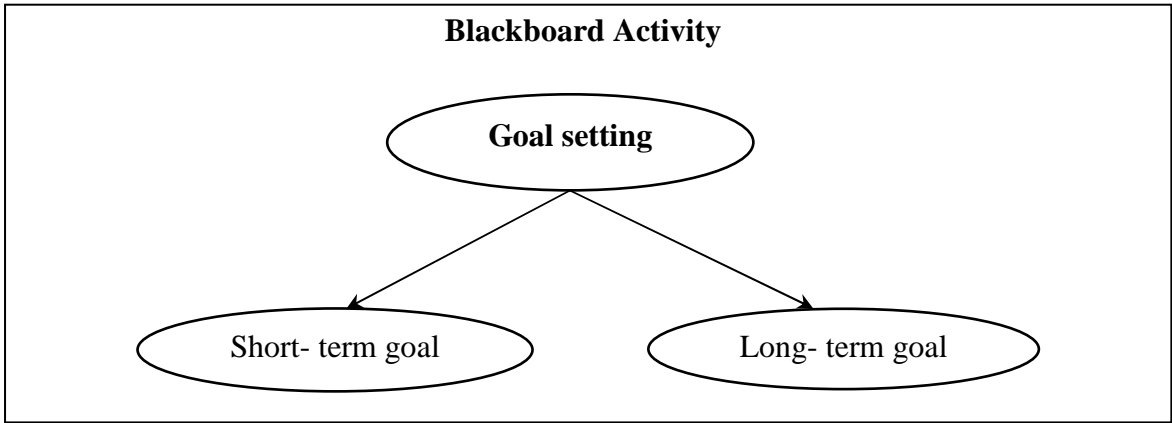 Blackboard Activity
Goal setting
Short- term goal
Long- term goal